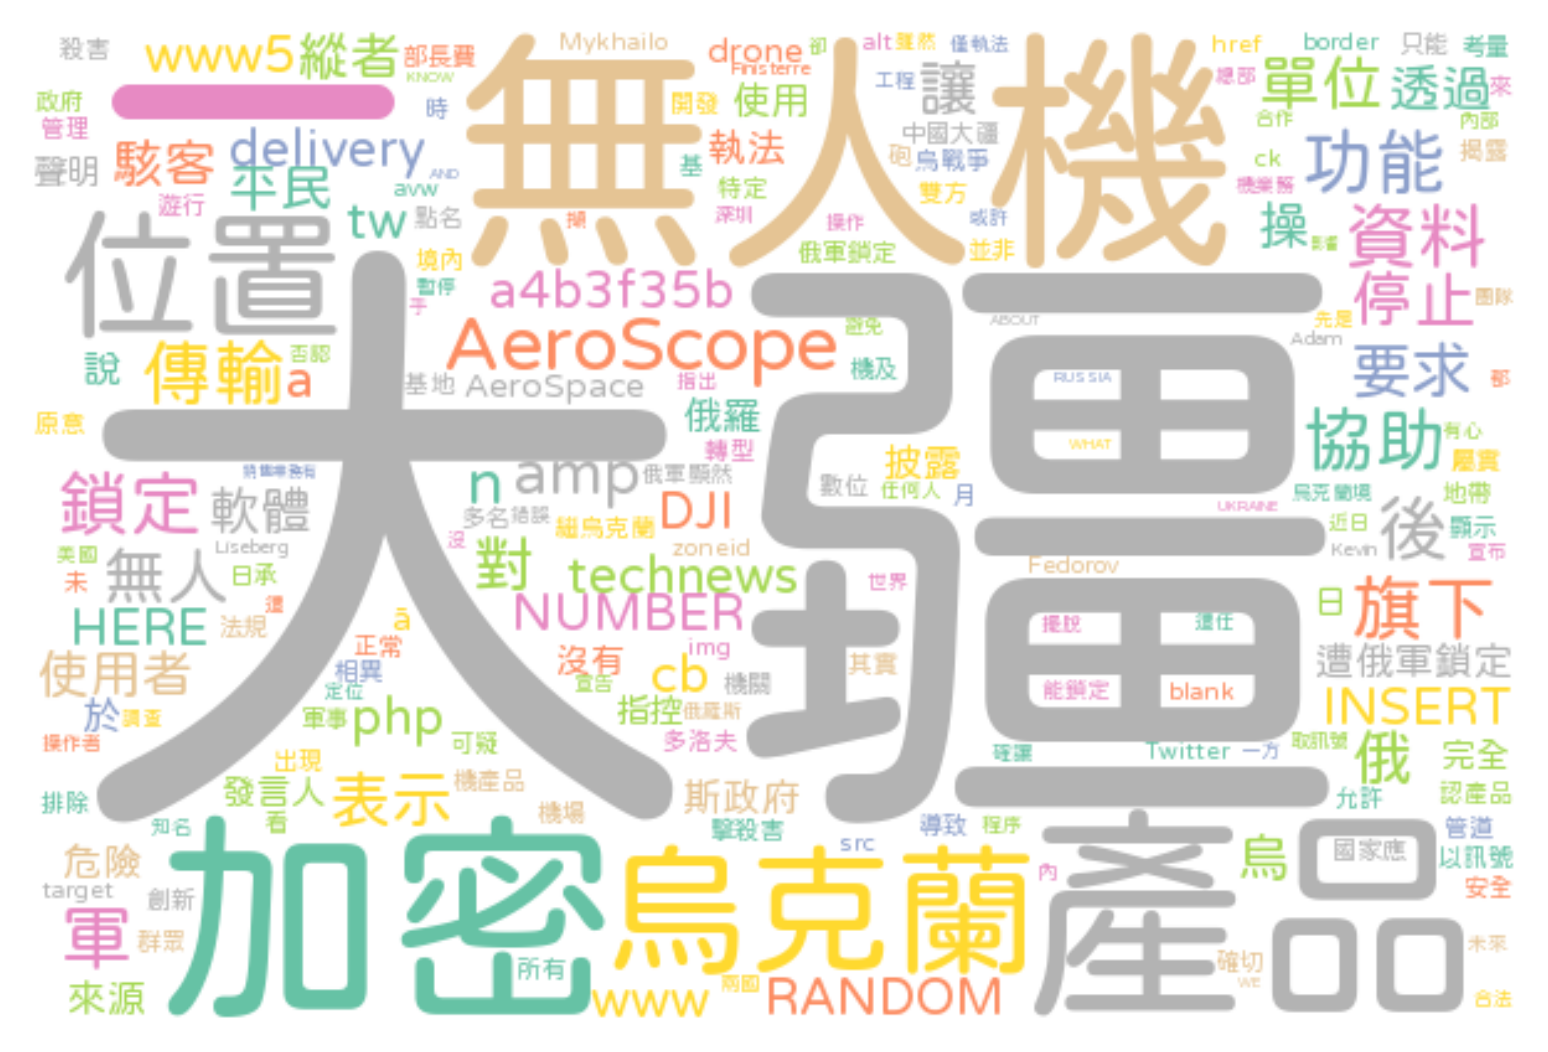 殺害
www5
縱者
部長費
KNOW
無人機
Mykhailo
drone
Finisterre
卻
alt
雖然
僅執法
href
border
只能
考量
政府
管理
一
時
開發
使用
工程
讓
總部
單位
透過
來
聲明
駭客
delivery
AND
平民
avw
基
執法
中國大疆
砲
烏戰爭
合作
內部
ck
功能
揭露
遊行
tw
點名
特定
深圳
雙方
機業務
或許
操作
操
影響
資料
位置
境內
暫停
手
俄軍鎖定
並非
停止
團隊
a4b3f35b
AeroScope
避免
ABOUT
先是
Adam
說
傳輸
否認
a
基地
AeroSpace
指出
機及
RUSSIA
要求
都
原意
大疆
俄羅
轉型
WHAT
協助
有心
屬實
鎖定
軟體
n
amp
俄軍顯然
披露
數位
任何人
月
烏克蘭境
地帶
多名
錯誤
DJI
繼烏克蘭
UKRAINE
近日
後
顯示
美國
Liseberg
沒
zoneid
Kevin
宣布
未
無人
日承
對
technews
世界
Fedorov
HERE
法規
還
ā
NUMBER
擺脫
遭任
日
旗下
正常
img
使用者
相異
沒有
cb
機關
其實
遭俄軍鎖定
定位
宣告
能鎖定
blank
INSERT
於
調查
軍事
php
指控
俄羅斯
操作者
可疑
多洛夫
確讓
Twitter
一方
取訊號
俄
完全
出現
發言人
表示
機產品
斯政府
排除
機場
允許
認產品
知名
看
擊殺害
導致
程序
管道
src
危險
加密
烏克蘭
產品
內
烏
國家應
以訊號
target
創新
安全
軍
群眾
所有
確切
未來
WE
來源
www
兩國
RANDOM
合法